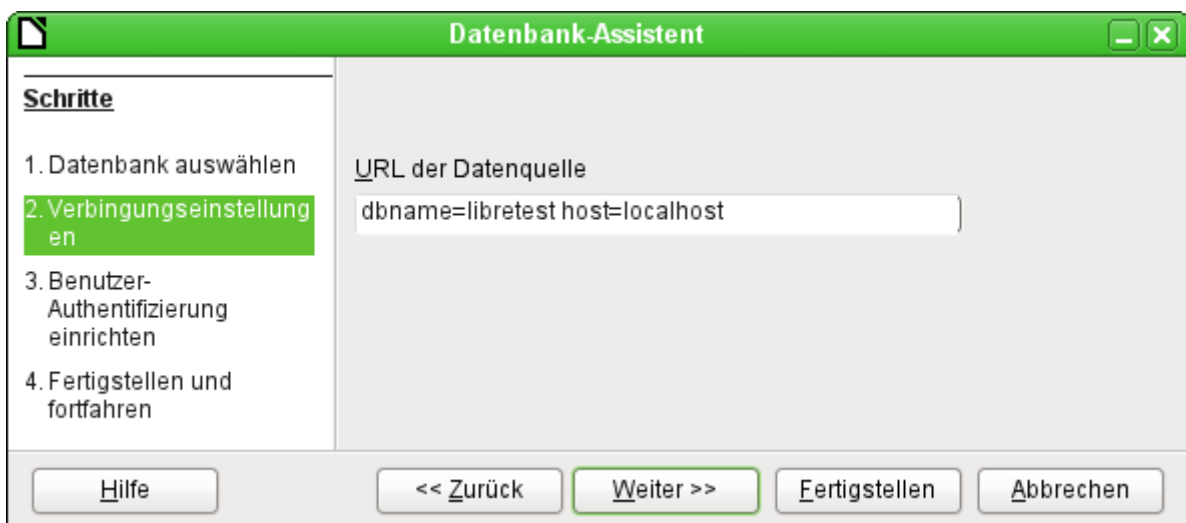 Datenbank-Assistent
Schritte
1. Datenbank auswählen
2. Verbingungseinstellung
en
3. Benutzer-
Authentifizierung
einrichten
4. Fertigstellen und
fortfahren
URL der Datenquelle
dbname=libretest host=localhost
Hilfe
<< Zurück
Weiter >>
Fertigstellen
Abbrechen